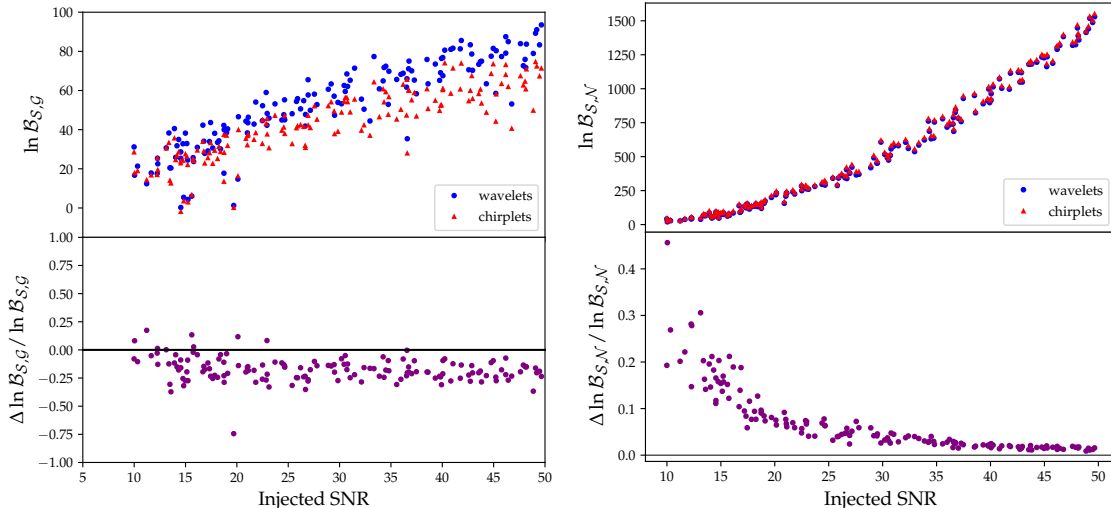 100
80
60
40
20
0
ln B_{S,G}
wavelets
chirplets
1.00
0.75
0.50
0.25
0.00
−0.25
−0.50
−0.75
−1.00
Δ ln B_{S,G} / ln B_{S,G}
5 10 15 20 25 30 35 40 45 50
Injected SNR
1500
1250
1000
750
500
250
0
ln B_{S,N}
wavelets
chirplets
0.4
0.3
0.2
0.1
0.0
Δ ln B_{S,N} / ln B_{S,N}
10 15 20 25 30 35 40 45 50
Injected SNR